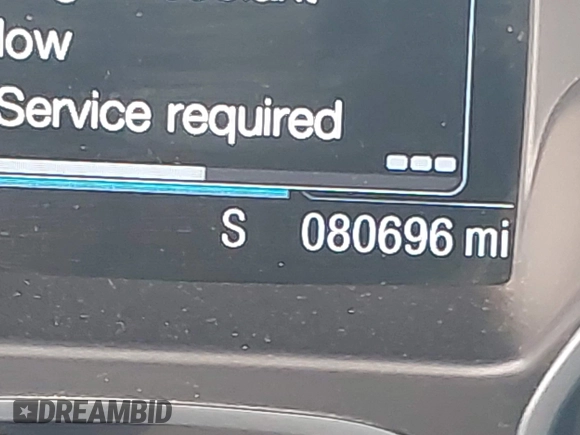 low
Service required
S 080696 mi
DREAMBID